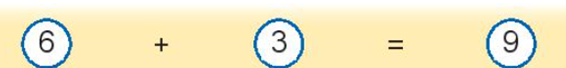 6 + 3 = 9